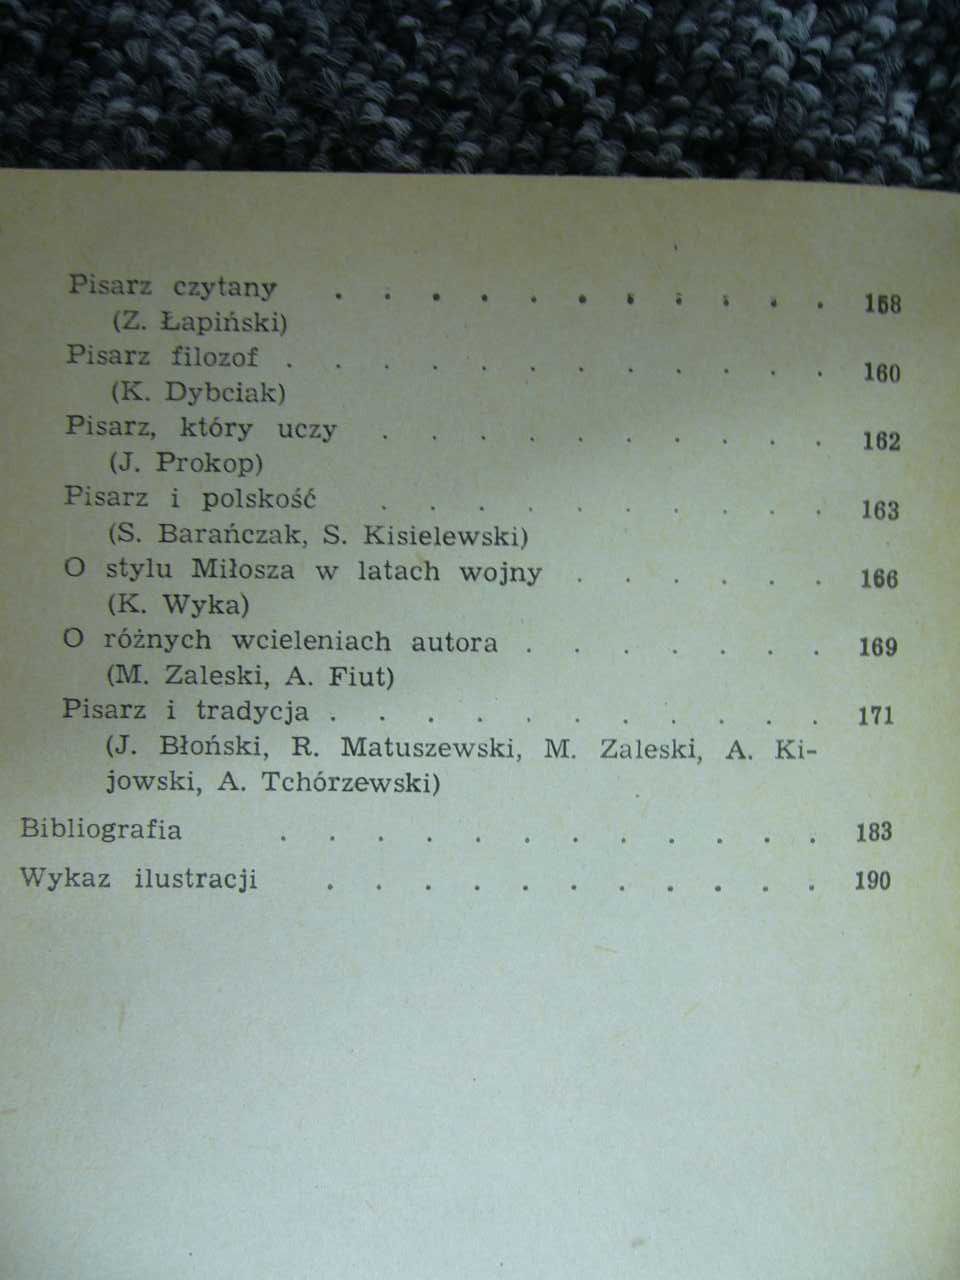 Pisarz czytany . . . . . . . . . . . 158
(Z. Łapiński)
Pisarz filozof . . . . . . . . . . . . 160
(K. Dybciak)
Pisarz, który uczy . . . . . . . . . . 162
(J. Prokop)
Pisarz i polskość . . . . . . . . . . 163
(S. Barańczak, S. Kisielewski)
O stylu Miłosza w latach wojny . . . . . . 166
(K. Wyka)
O różnych wcieleniach autora . . . . . . . 169
(M. Zaleski, A. Fiut)
Pisarz i tradycja . . . . . . . . . . . 171
(J. Błoński, R. Matuszewski, M. Zaleski, A. Ki-
jowski, A. Tchórzewski)
Bibliografia . . . . . . . . . . . . 183
Wykaz ilustracji . . . . . . . . . . . 190